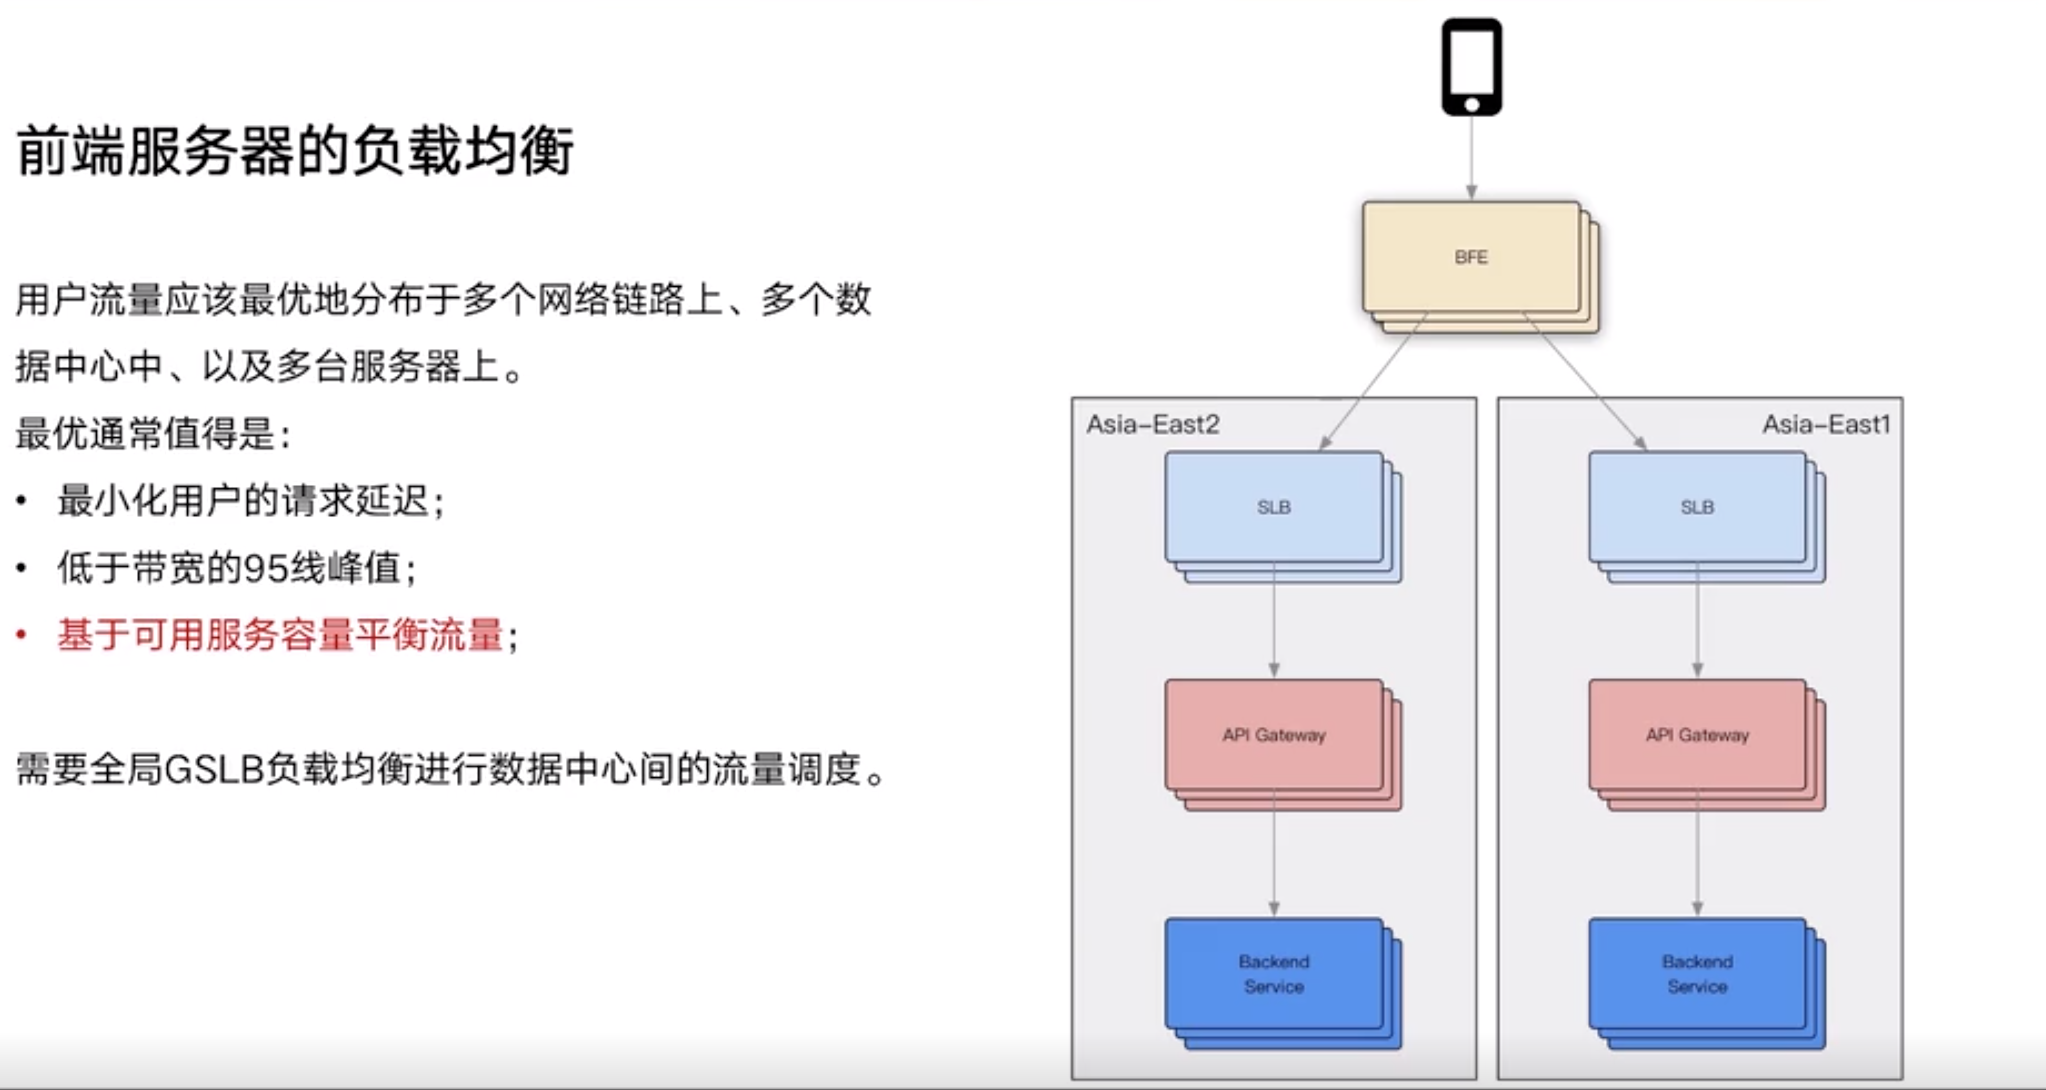 前端服务器的负载均衡
用户流量应该最优地分布于多个网络链路上、多个数
据中心中、以及多台服务器上。
最优通常值得是：
• 最小化用户的请求延迟；
• 低于带宽的95线峰值；
• 基于可用服务容量平衡流量；
需要全局GSLB负载均衡进行数据中心间的流量调度。
BFE
Asia-East2
SLB
API Gateway
Backend
Service
Asia-East1
SLB
API Gateway
Backend
Service